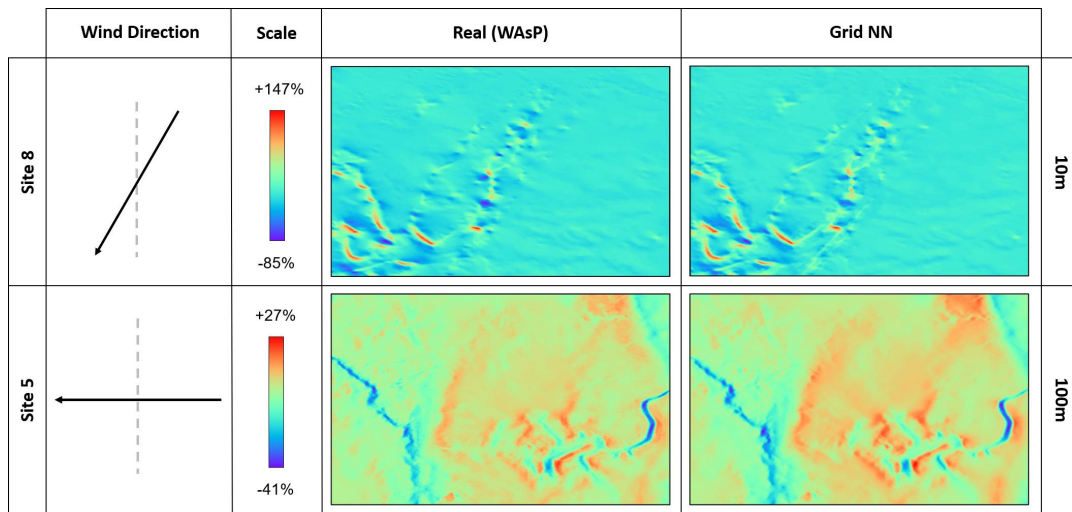 Wind Direction
Scale
Real (WAsP)
Grid NN
Site 8
+147%
-85%
10m
Site 5
+27%
-41%
100m